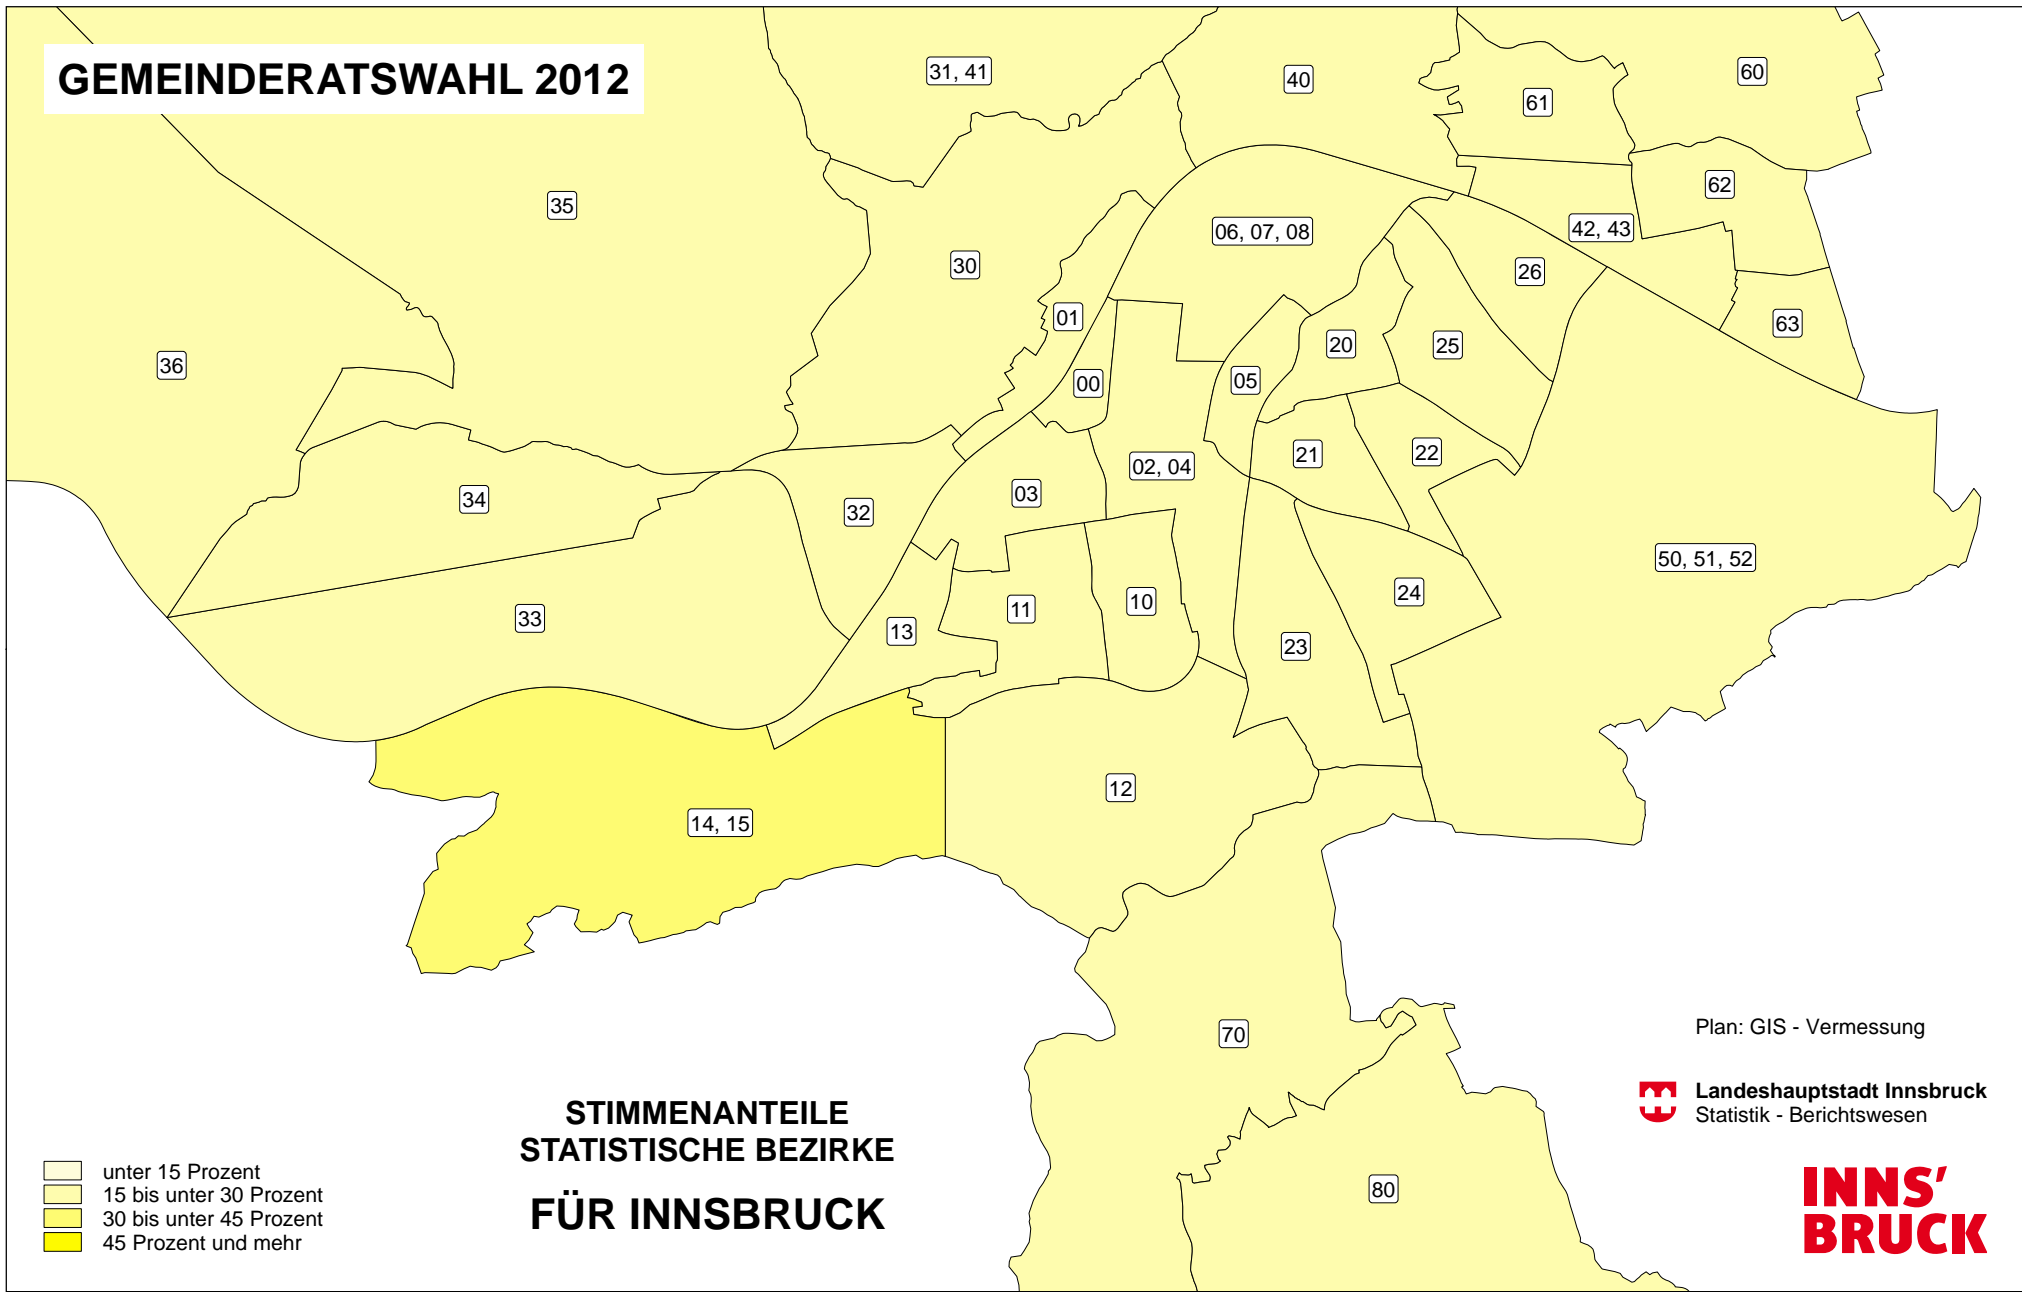 GEMEINDERATSWAHL 2012
31, 41
40
60
61
62
35
06, 07, 08
42, 43
30
26
01
63
20
25
36
00
05
02, 04
21
22
34
03
32
50, 51, 52
24
10
11
33
13
23
12
14, 15
70
80
Plan: GIS - Vermessung
Landeshauptstadt Innsbruck
Statistik - Berichtswesen
STIMMENANTEILE
STATISTISCHE BEZIRKE
FÜR INNSBRUCK
unter 15 Prozent
15 bis unter 30 Prozent
30 bis unter 45 Prozent
45 Prozent und mehr
INNS'
BRUCK